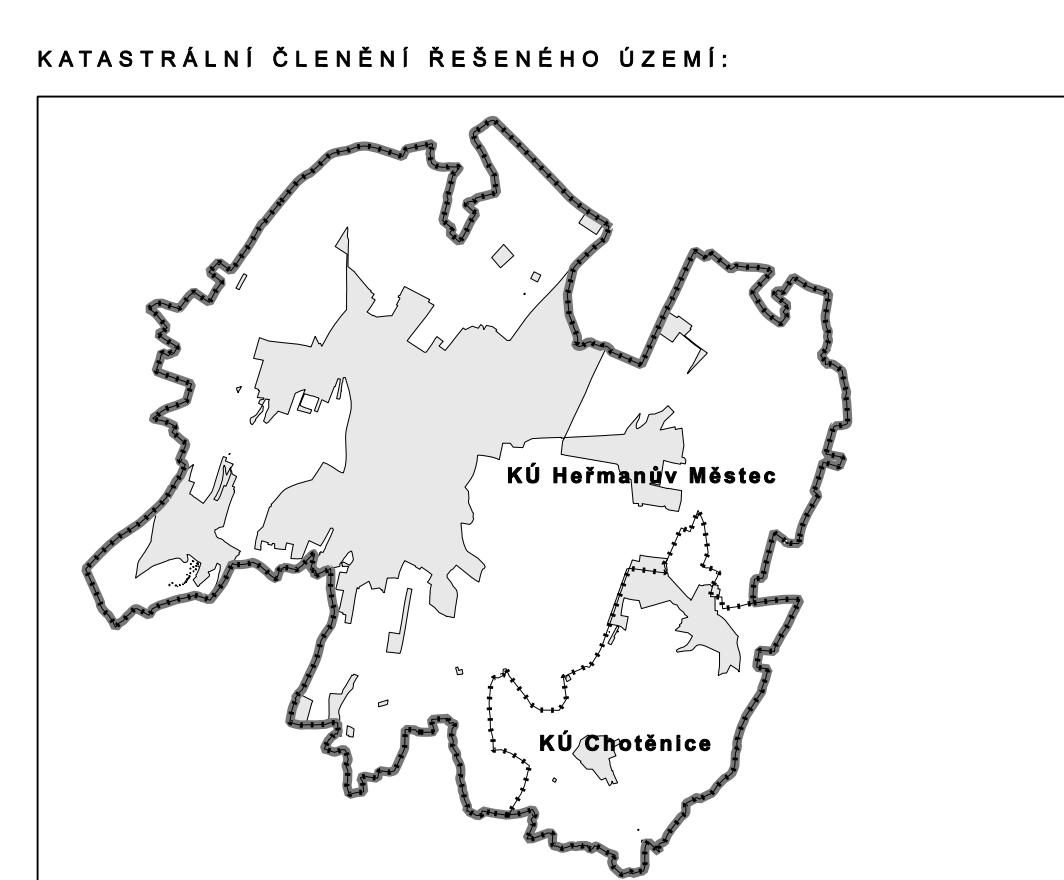 KATASTRÁLNÍ ČLENĚNÍ ŘEŠENÉHO ÚZEMÍ:
KÚ Heřmanův Městec
KÚ Chotěnice